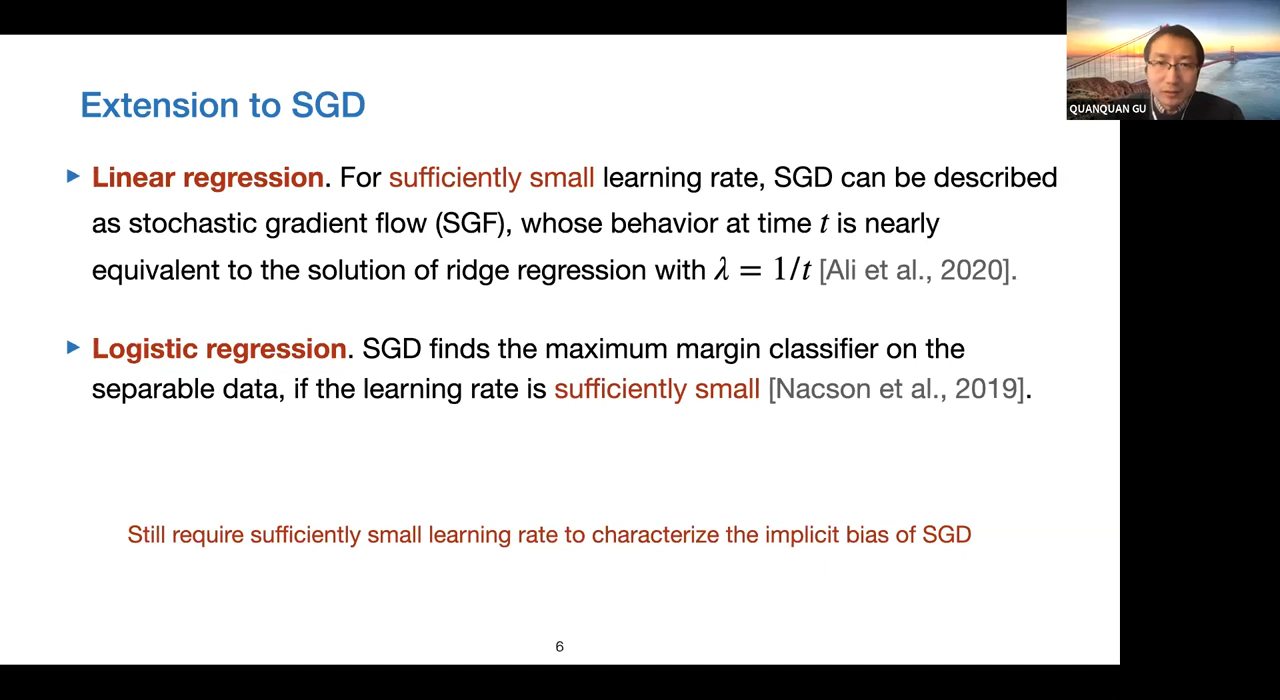 QUANQUAN GU
Extension to SGD
Linear regression. For sufficiently small learning rate, SGD can be described
as stochastic gradient flow (SGF), whose behavior at time t is nearly
equivalent to the solution of ridge regression with λ = 1/t [Ali et al., 2020].
Logistic regression. SGD finds the maximum margin classifier on the
separable data, if the learning rate is sufficiently small [Nacson et al., 2019].
Still require sufficiently small learning rate to characterize the implicit bias of SGD
6